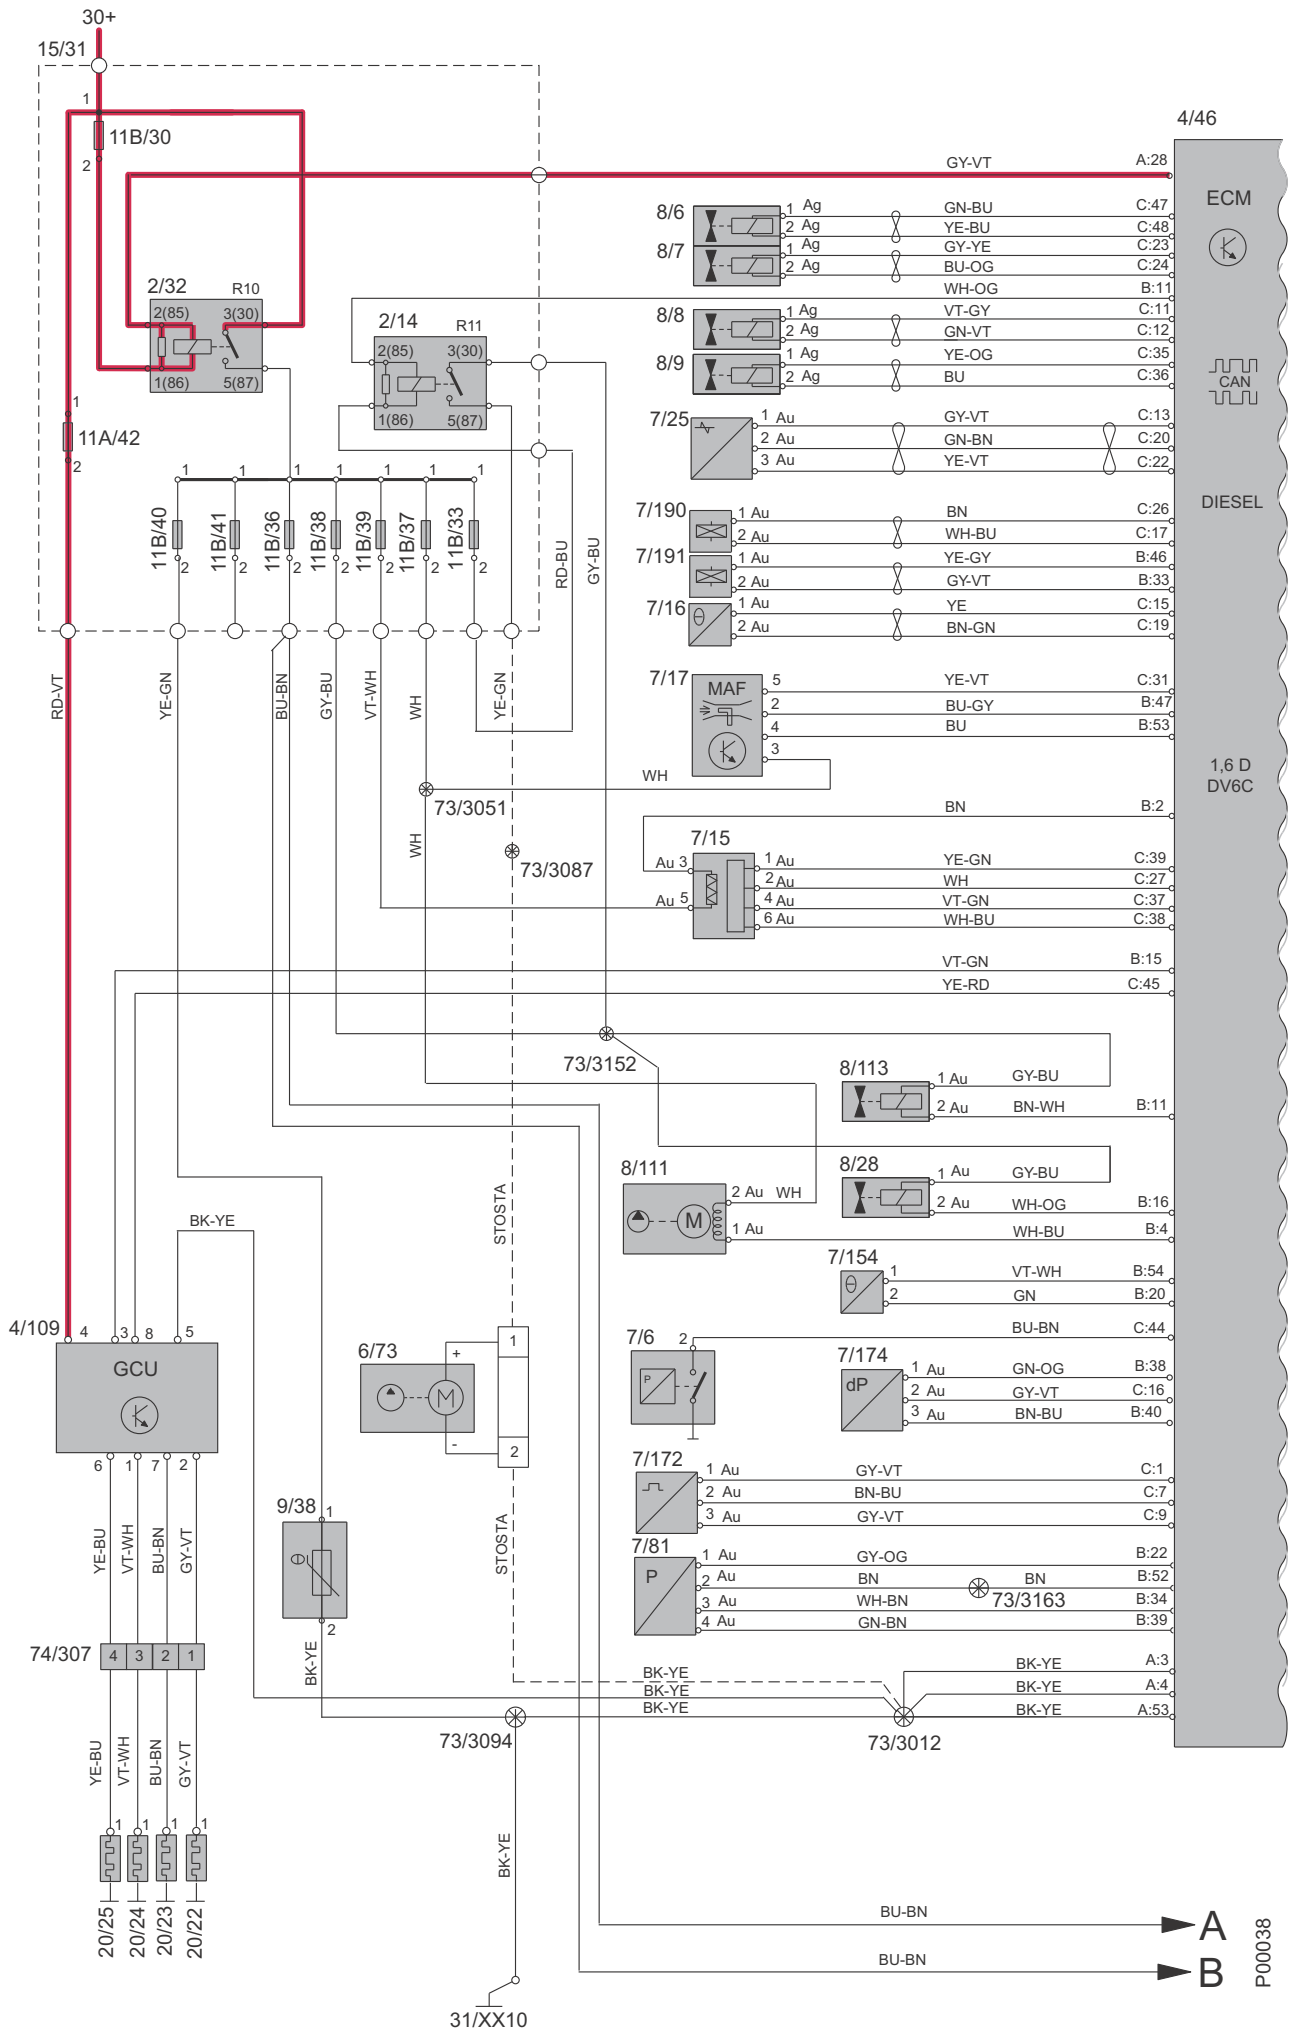 30+
15/31
1
11B/30
2
4/46
GY-VT A:28
ECM
8/6 1 Ag GN-BU C:47
2 Ag YE-BU C:48
8/7 1 Ag GY-YE C:23
2 Ag BU-OG C:24
WH-OG B:11
2/32 R10
2(85) 3(30)
1(86) 5(87)
2/14 R11
2(85) 3(30)
1(86) 5(87)
8/8 1 Ag VT-GY C:11
2 Ag GN-VT C:12
8/9 1 Ag YE-OG C:35
2 Ag BU C:36
CAN
1
11A/42
2
7/25 1 Au GY-VT C:13
2 Au GN-BN C:20
3 Au YE-VT C:22
DIESEL
1 1 1 1 1 1 1
11B/40 11B/41 11B/36 11B/38 11B/39 11B/37 11B/33
2 2 2 2 2 2 2
RD-BU GY-BU
7/190 1 Au BN C:26
2 Au WH-BU C:17
7/191 1 Au YE-GY B:46
2 Au GY-VT B:33
7/16 θ 1 Au YE C:15
2 Au BN-GN C:19
RD-VT YE-GN BU-BN GY-BU VT-WH WH YE-GN
7/17 MAF 5 YE-VT C:31
2 BU-GY B:47
4 BU B:53
3
WH
1,6 D
DV6C
73/3051
WH
73/3087
BN B:2
7/15
Au 3 1 Au YE-GN C:39
2 Au WH C:27
Au 5 4 Au VT-GN C:37
6 Au WH-BU C:38
VT-GN B:15
YE-RD C:45
73/3152
8/113 1 Au GY-BU
2 Au BN-WH B:11
8/28 1 Au GY-BU
2 Au WH-OG B:16
8/111 M 2 Au WH
1 Au WH-BU B:4
STOSTA
BK-YE
7/154 θ 1 VT-WH B:54
2 GN B:20
4/109 4 3 8 5
GCU
6 1 7 2
6/73 M + -
1
2
7/6 P 2 BU-BN C:44
7/174 dP 1 Au GN-OG B:38
2 Au GY-VT C:16
3 Au BN-BU B:40
7/172 1 Au GY-VT C:1
2 Au BN-BU C:7
3 Au GY-VT C:9
9/38 1
θ
2
STOSTA
YE-BU VT-WH BU-BN GY-VT
7/81 P 1 Au GY-OG B:22
2 Au BN BN B:52
73/3163
3 Au WH-BN B:34
4 Au GN-BN B:39
74/307 4 3 2 1
BK-YE
BK-YE BK-YE A:3
BK-YE BK-YE A:4
BK-YE BK-YE A:53
73/3094
73/3012
YE-BU VT-WH BU-BN GY-VT
1 1 1 1
20/25 20/24 20/23 20/22
BK-YE
BU-BN A
BU-BN B
P00038
31/XX10